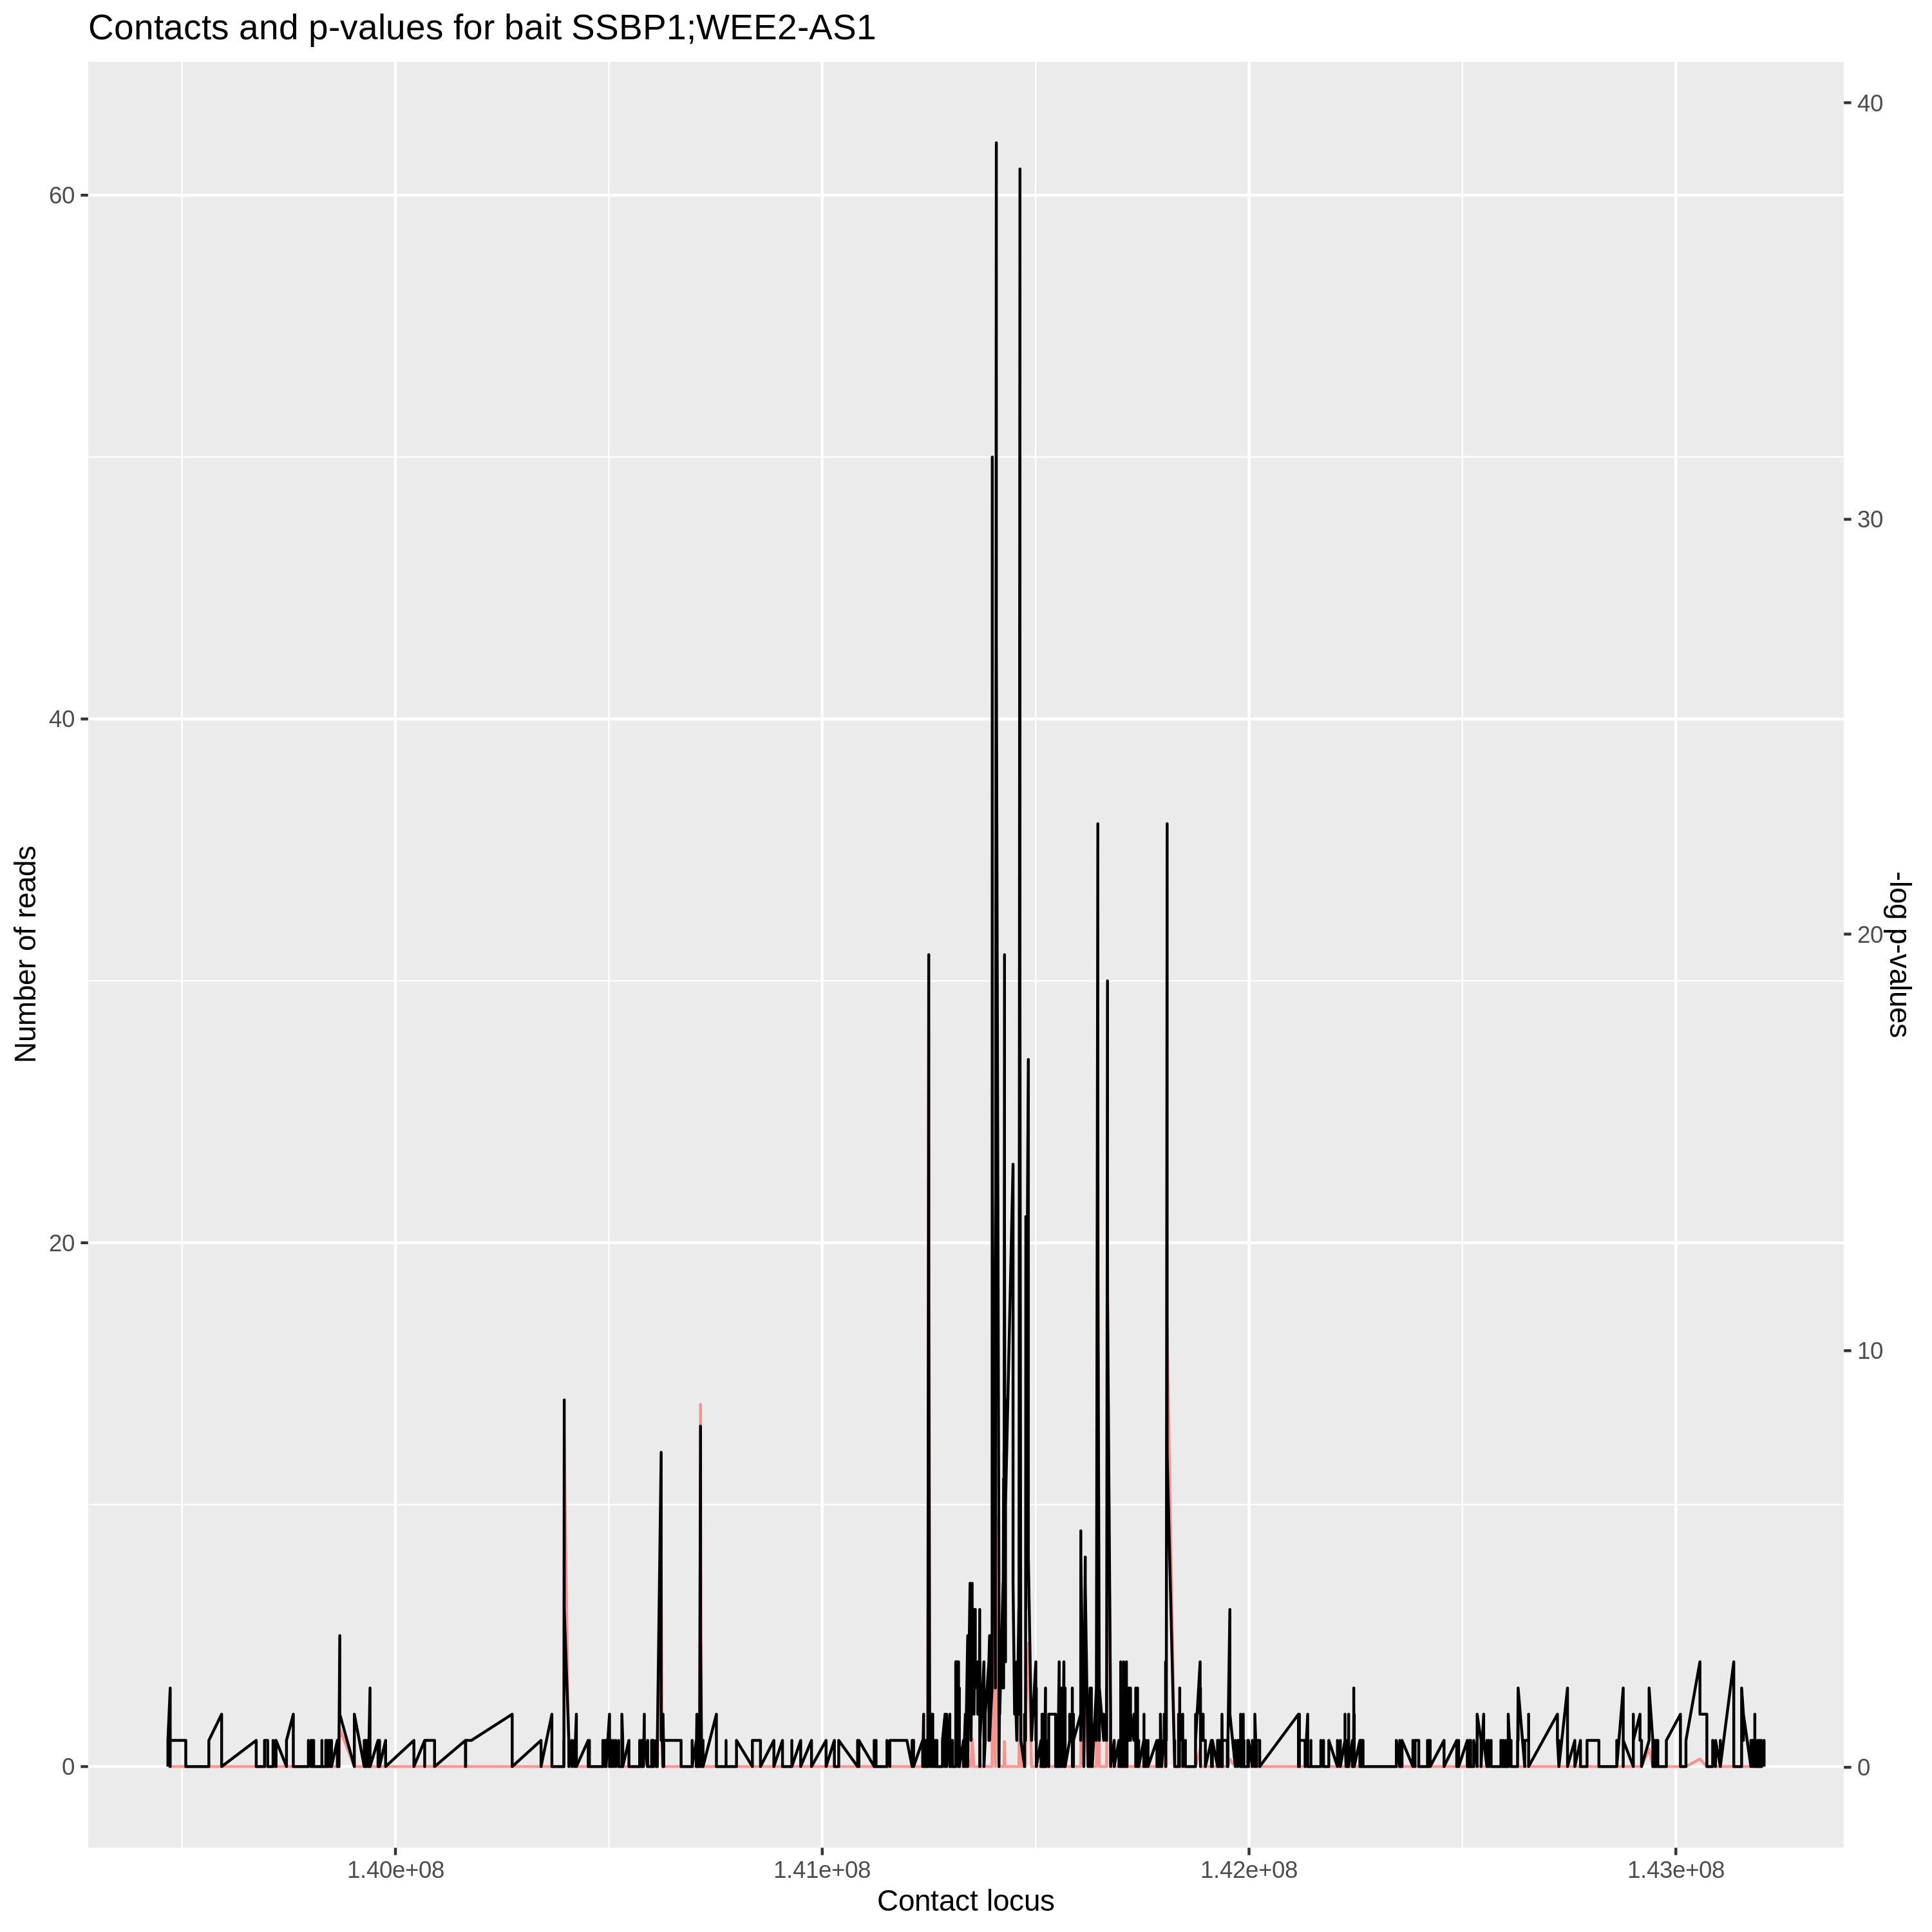 Contacts and p-values for bait SSBP1;WEE2-AS1
60
40
20
0
Number of reads
40
30
20
10
0
-log p-values
1.40e+08
1.41e+08
1.42e+08
1.43e+08
Contact locus